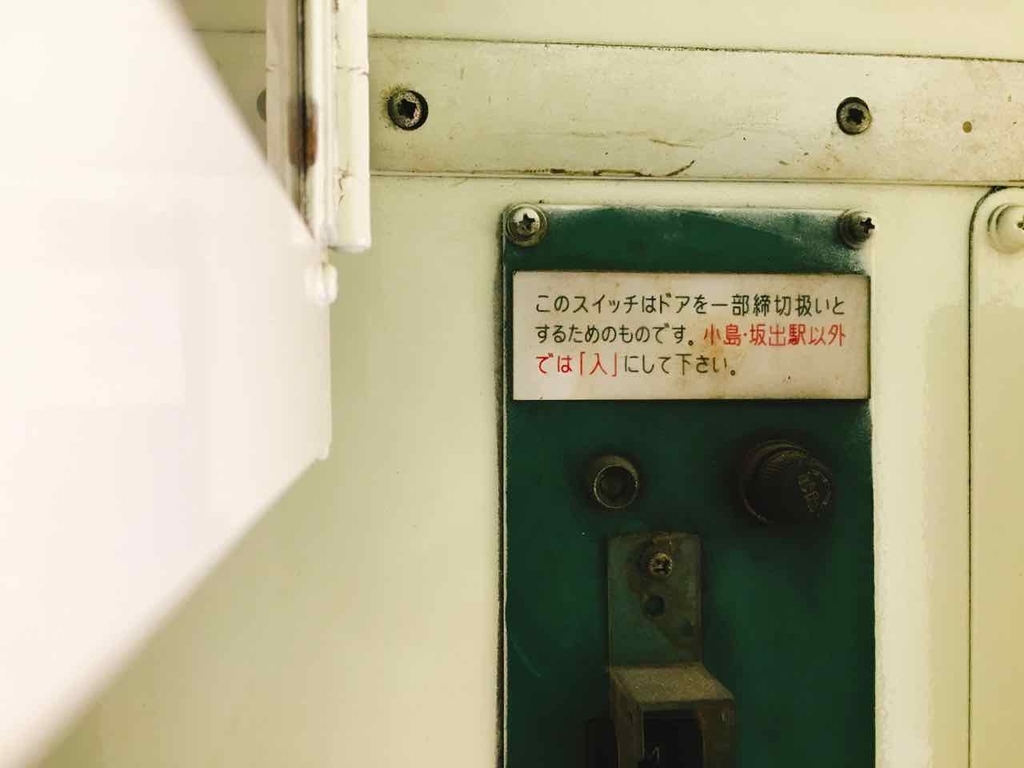 このスイッチはドアを一部締切扱いと
するためのものです。小島・坂出駅以外
では「入」にして下さい。